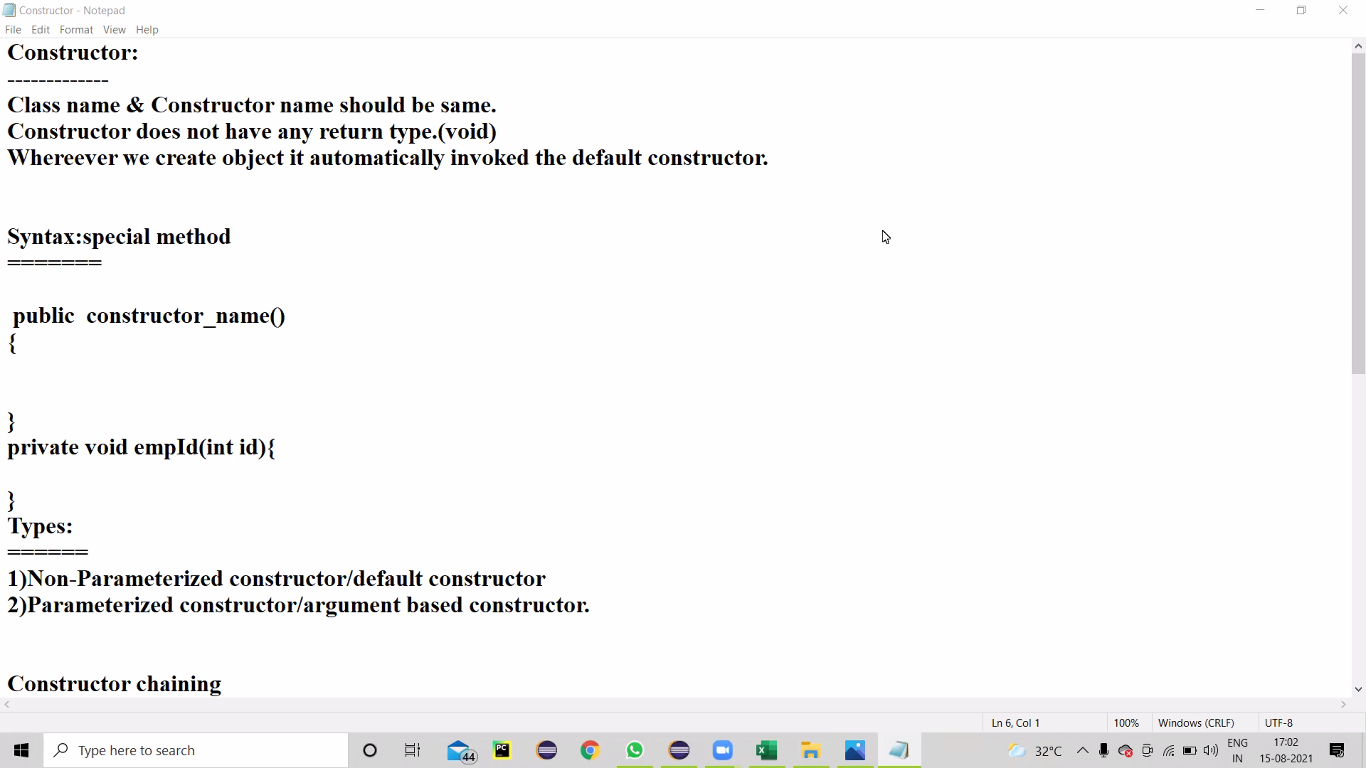 Constructor - Notepad
File Edit Format View Help
Constructor:
-------------
Class name & Constructor name should be same.
Constructor does not have any return type.(void)
Whereever we create object it automatically invoked the default constructor.
Syntax:special method
=======
public constructor_name()
{
}
private void empId(int id){
}
Types:
======
1)Non-Parameterized constructor/default constructor
2)Parameterized constructor/argument based constructor.
Constructor chaining
Ln 6, Col 1 100% Windows (CRLF) UTF-8
Type here to search
44
PC
32°C
ENG
IN
17:02
15-08-2021